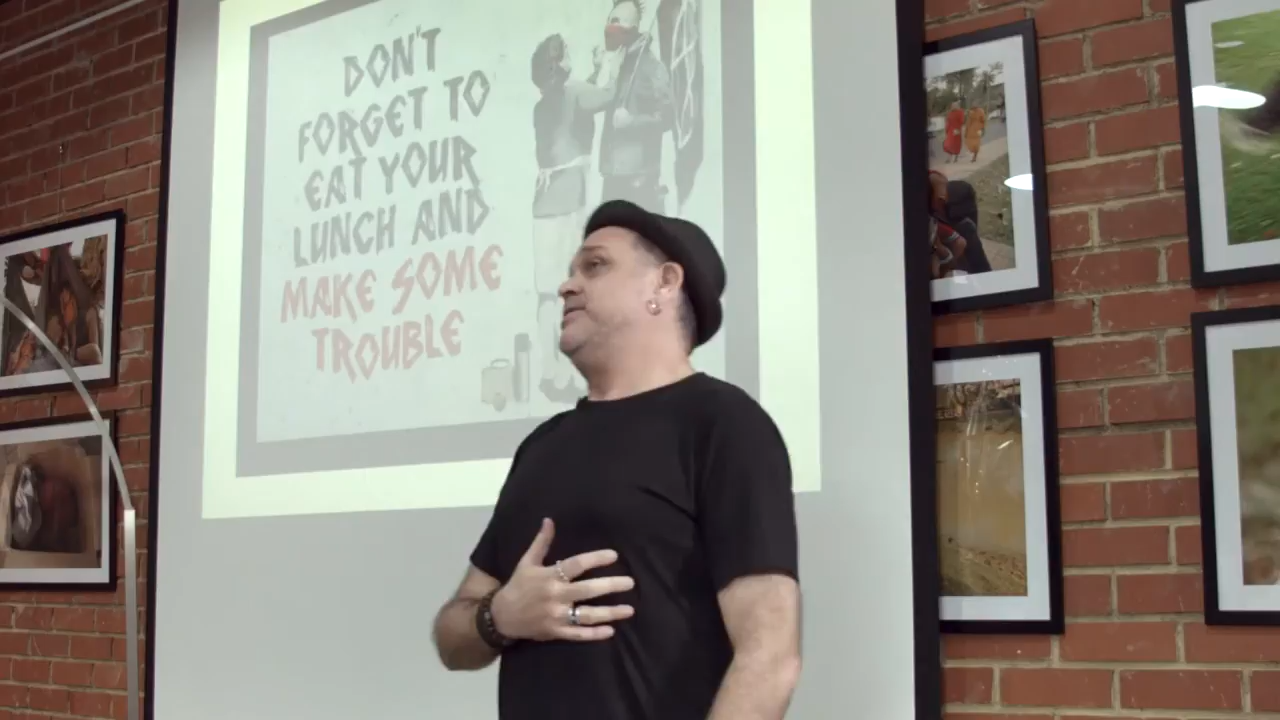 DON'T
FORGET TO
EAT YOUR
LUNCH AND
MAKE SOME
TROUBLE